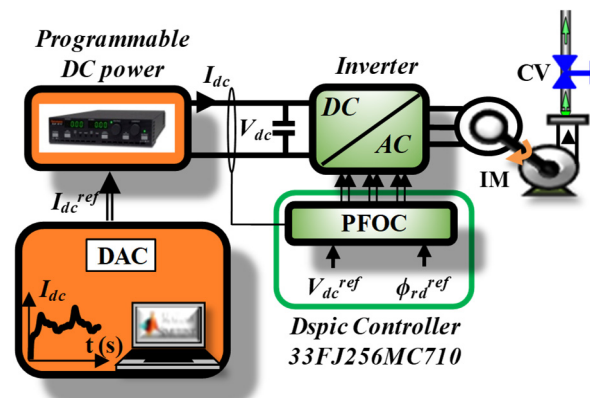 Programmable
DC power
I_dc
Inverter
CV
V_dc
DC
AC
IM
I_dc^ref
PFOC
DAC
V_dc^ref
ϕ_rd^ref
I_dc
t (s)
Dspic Controller
33FJ256MC710